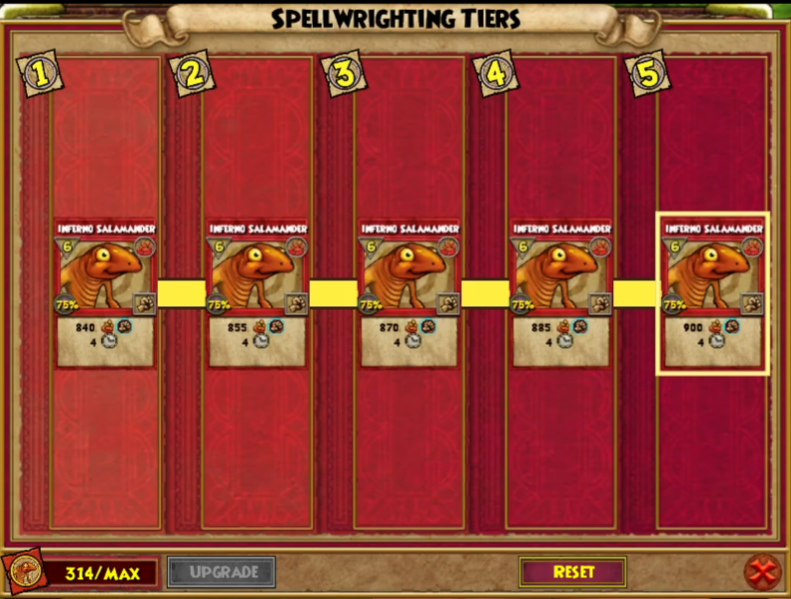 SPELLWRIGHTING TIERS
1 2 3 4 5
INFERNO SALAMANDER INFERNO SALAMANDER INFERNO SALAMANDER INFERNO SALAMANDER INFERNO SALAMANDER
6 6 6 6 6
75% 75% 75% 75% 75%
840 855 870 885 900
4 4 4 4 4
314/MAX UPGRADE RESET